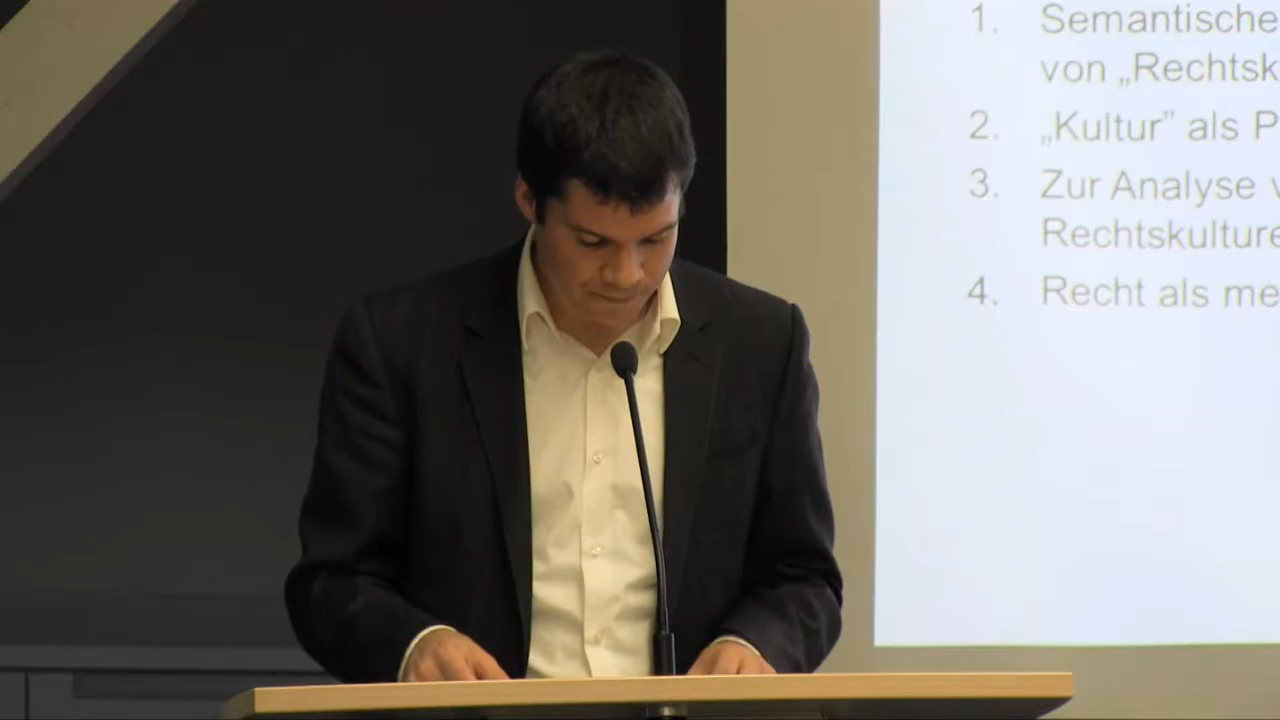 1. Semantische
von „Rechtsk
2. „Kultur” als P
3. Zur Analyse
Rechtskulture
4. Recht als me